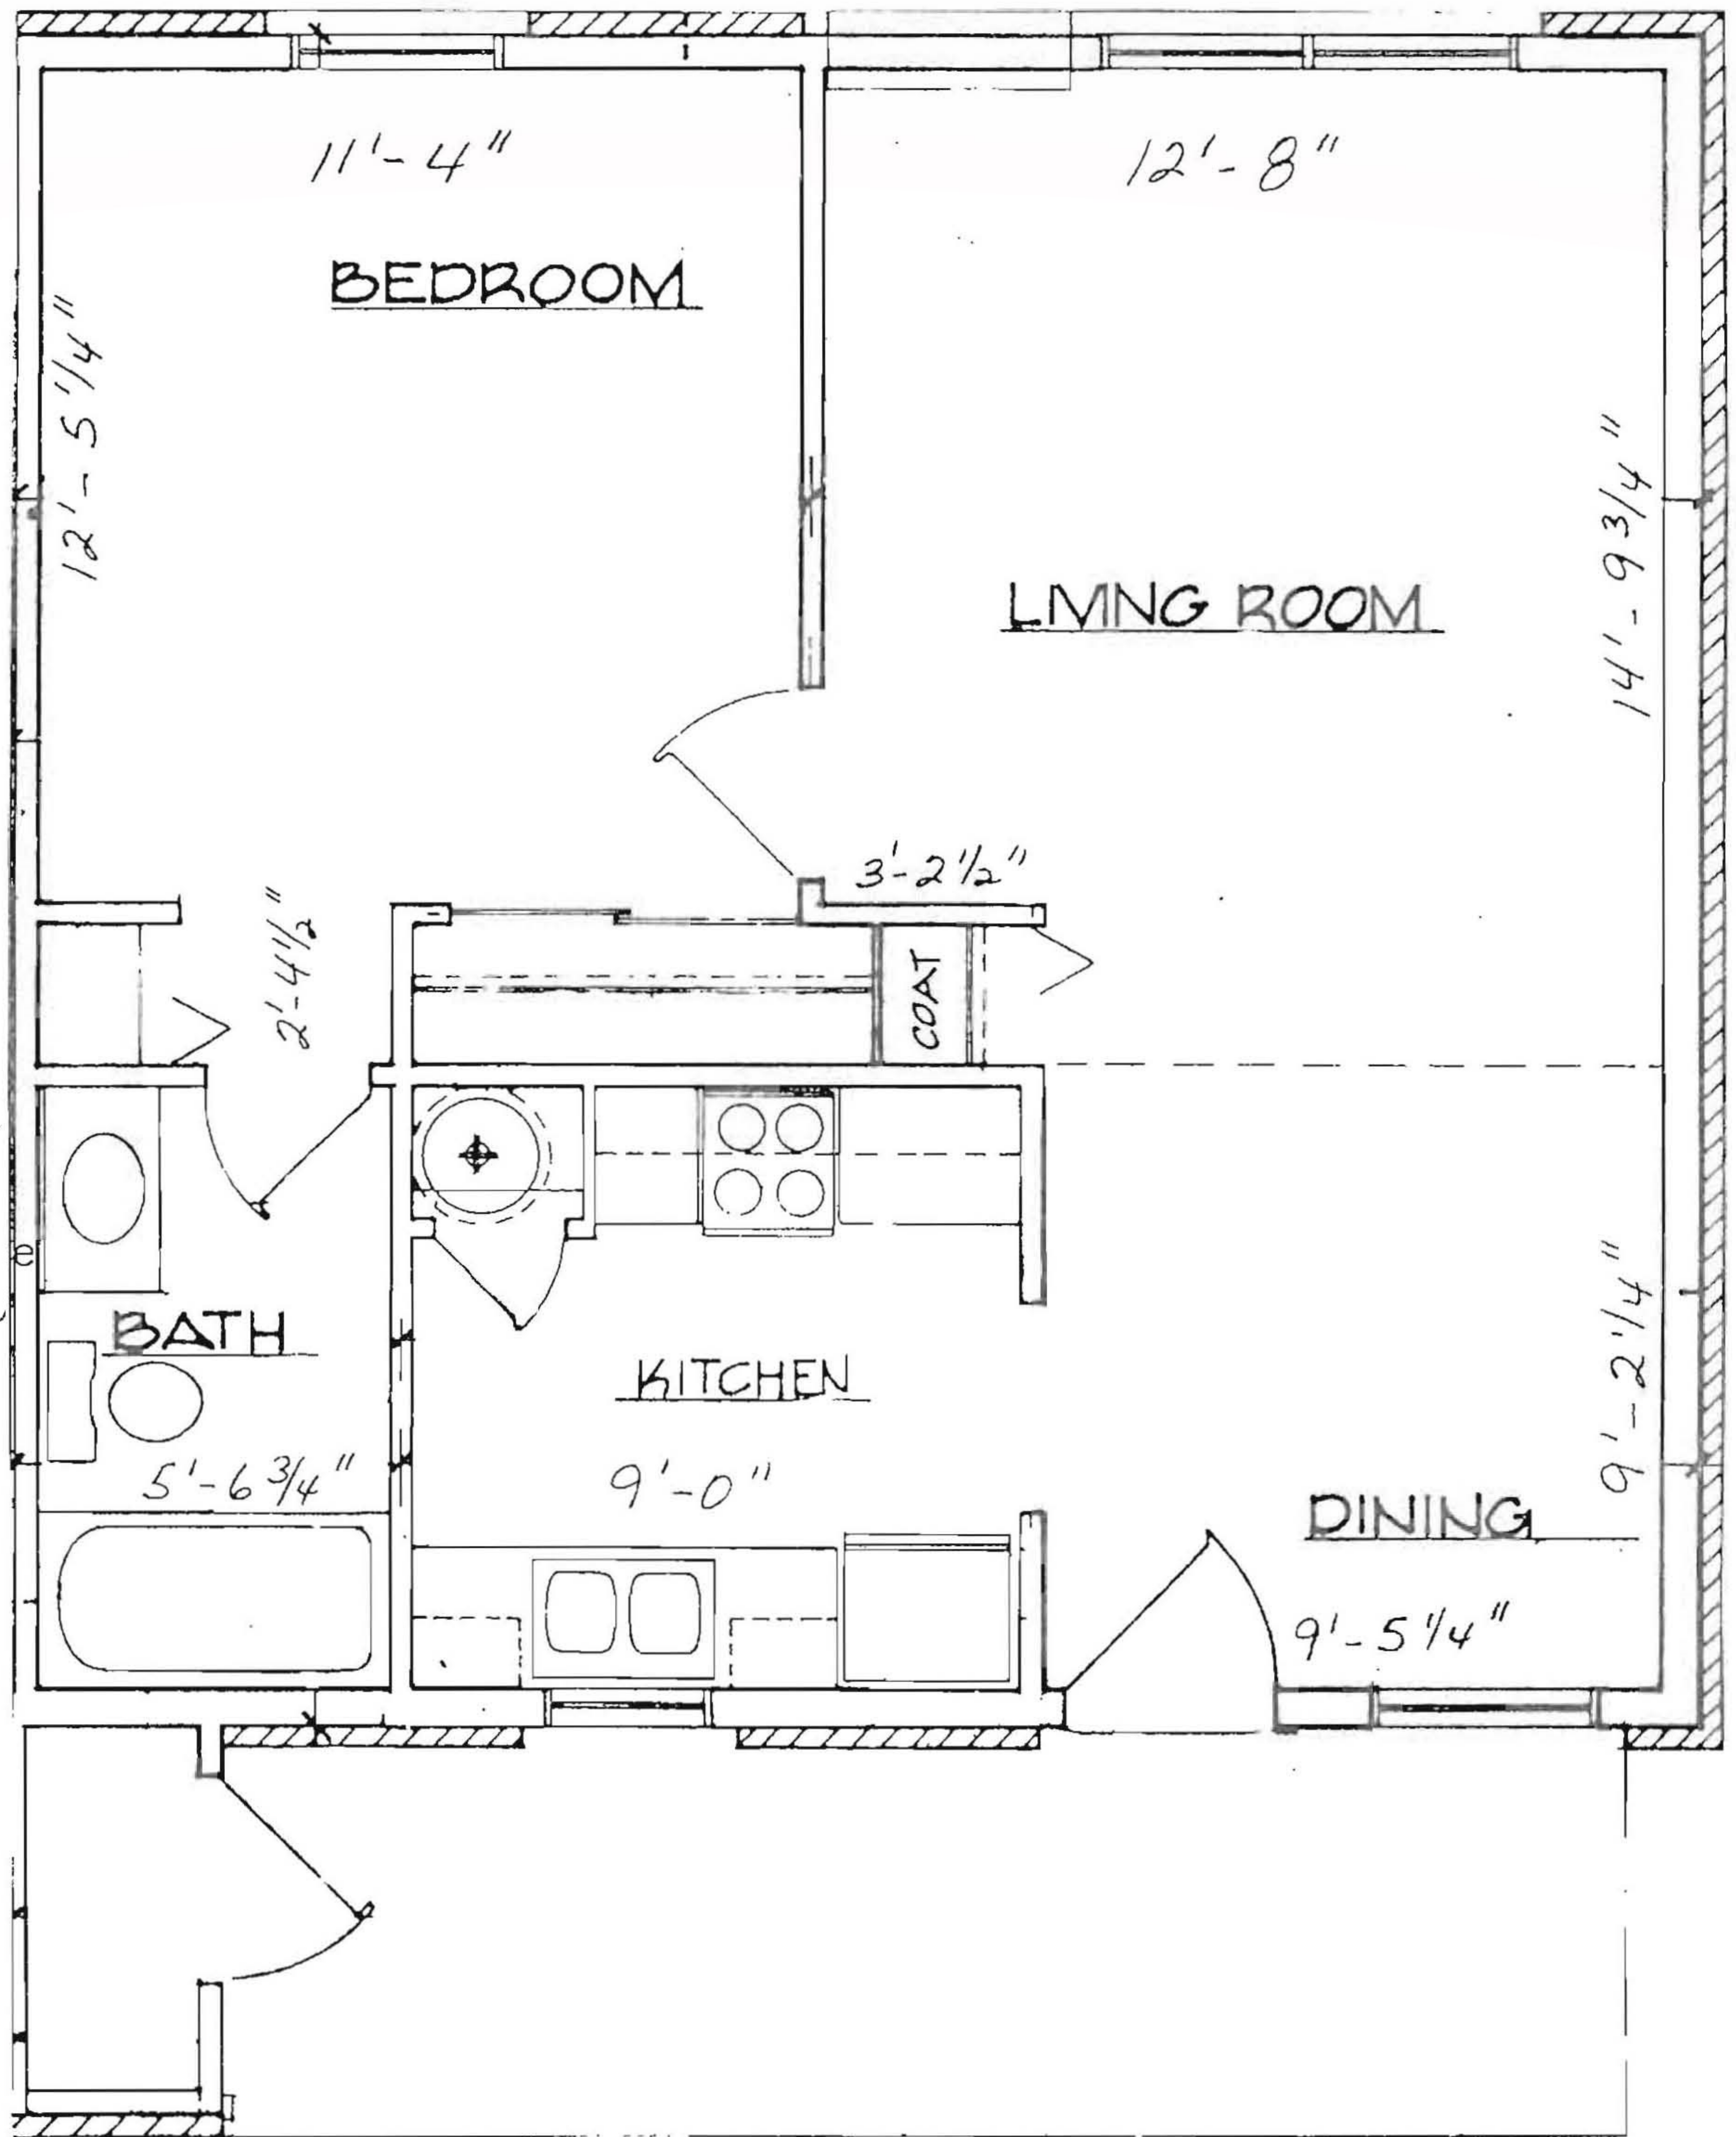 11'-4"
12'-8"
BEDROOM
12'-5 1/4"
14'-9 3/4"
LIVING ROOM
3'-2 1/2"
2'-4 1/2"
COAT
e
BATH
KITCHEN
9'-2 1/4"
5'-6 3/4"
9'-0"
DINING
9'-5 1/4"